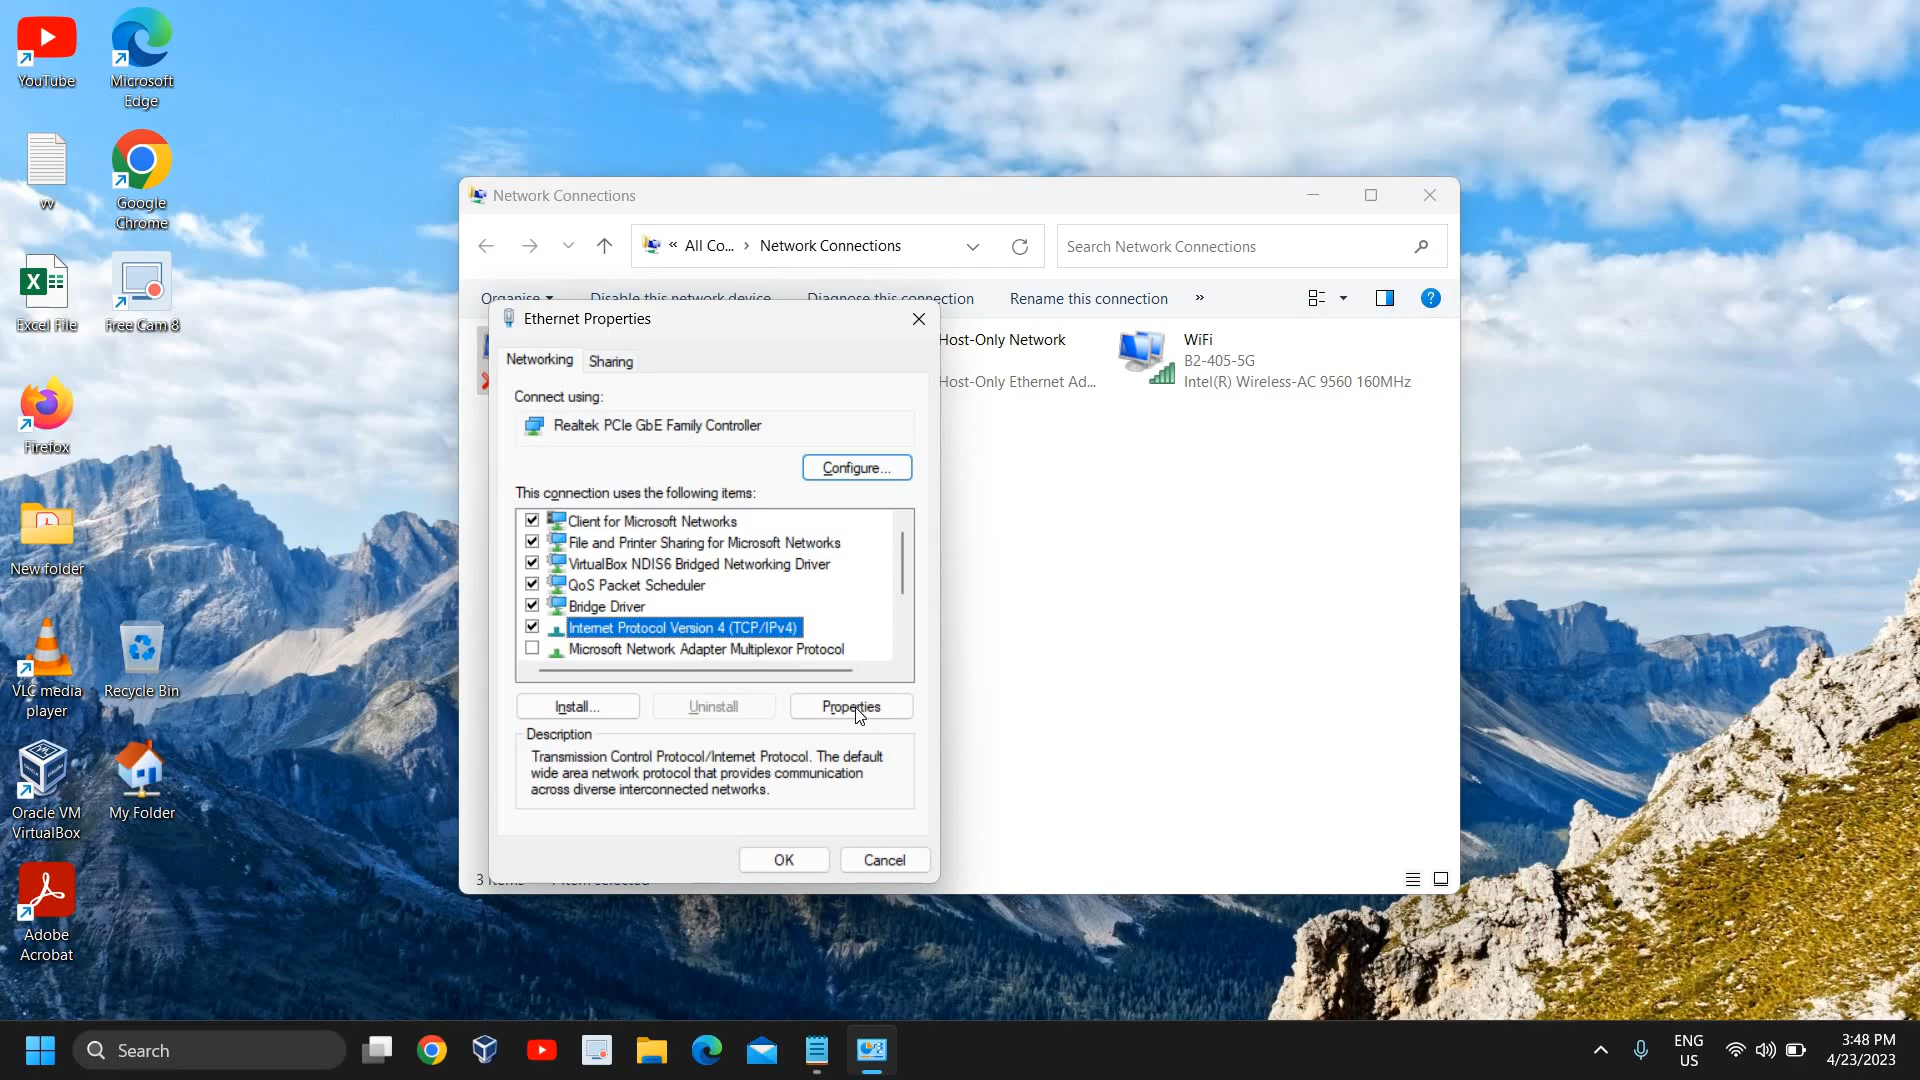 YouTube
Microsoft
Edge
vv
Google
Chrome
Excel File
Free Cam 8
Firefox
New folder
VLC media
player
Recycle Bin
Oracle VM
VirtualBox
My Folder
Adobe
Acrobat
Network Connections
« All Co... > Network Connections
Search Network Connections
Organise
Disable this network device
Diagnose this connection
Rename this connection
»
Host-Only Network
Host-Only Ethernet Ad...
WiFi
B2-405-5G
Intel(R) Wireless-AC 9560 160MHz
Ethernet Properties
Networking
Sharing
Connect using:
Realtek PCIe GbE Family Controller
Configure...
This connection uses the following items:
Client for Microsoft Networks
File and Printer Sharing for Microsoft Networks
VirtualBox NDIS6 Bridged Networking Driver
QoS Packet Scheduler
Bridge Driver
Internet Protocol Version 4 (TCP/IPv4)
Microsoft Network Adapter Multiplexor Protocol
Install...
Uninstall
Properties
Description
Transmission Control Protocol/Internet Protocol. The default
wide area network protocol that provides communication
across diverse interconnected networks.
OK
Cancel
3 items
1 item selected
Search
ENG
US
3:48 PM
4/23/2023